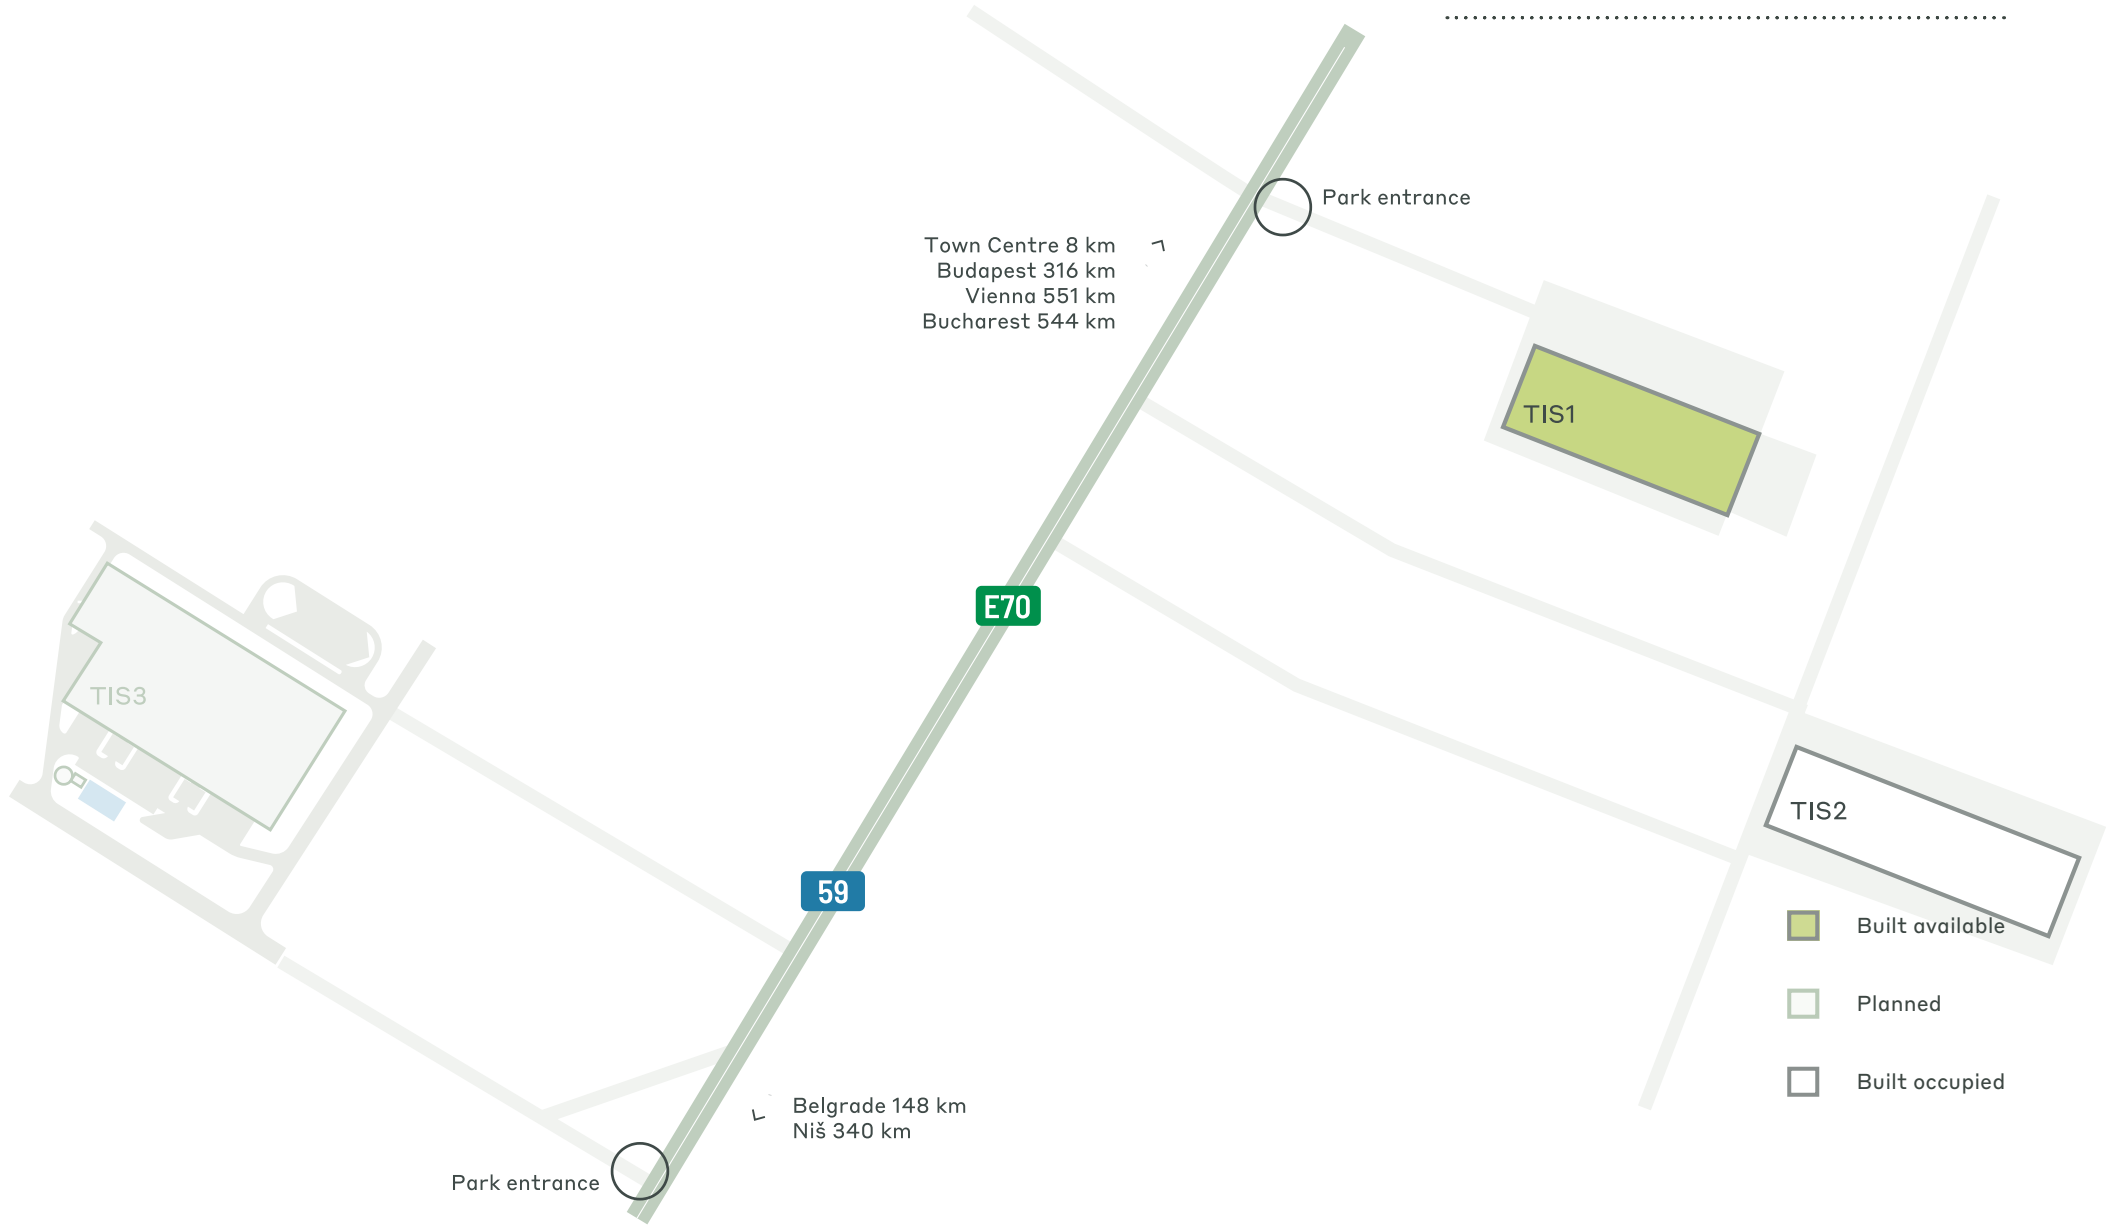 Park entrance
Town Centre 8 km
Budapest 316 km
Vienna 551 km
Bucharest 544 km
TIS1
E70
TIS3
TIS2
59
Built available
Planned
Built occupied
Belgrade 148 km
Niš 340 km
Park entrance